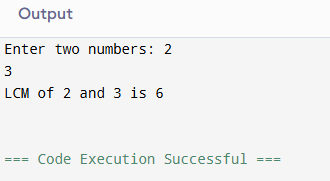 Output
Enter two numbers: 2
3
LCM of 2 and 3 is 6
=== Code Execution Successful ===